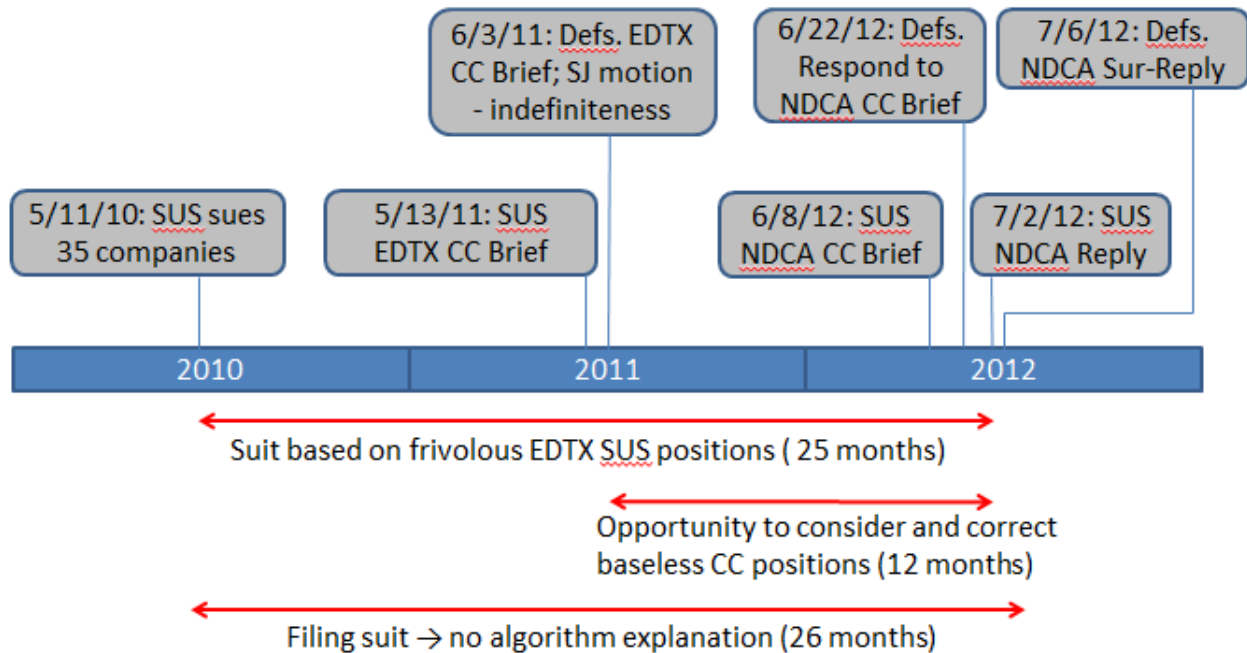 6/3/11: Defs. EDTX
CC Brief; SJ motion
- indefiniteness
6/22/12: Defs.
Respond to
NDCA CC Brief
7/6/12: Defs.
NDCA Sur-Reply
5/11/10: SUS sues
35 companies
5/13/11: SUS
EDTX CC Brief
6/8/12: SUS
NDCA CC Brief
7/2/12: SUS
NDCA Reply
2010
2011
2012
Suit based on frivolous EDTX SUS positions ( 25 months)
Opportunity to consider and correct
baseless CC positions (12 months)
Filing suit → no algorithm explanation (26 months)